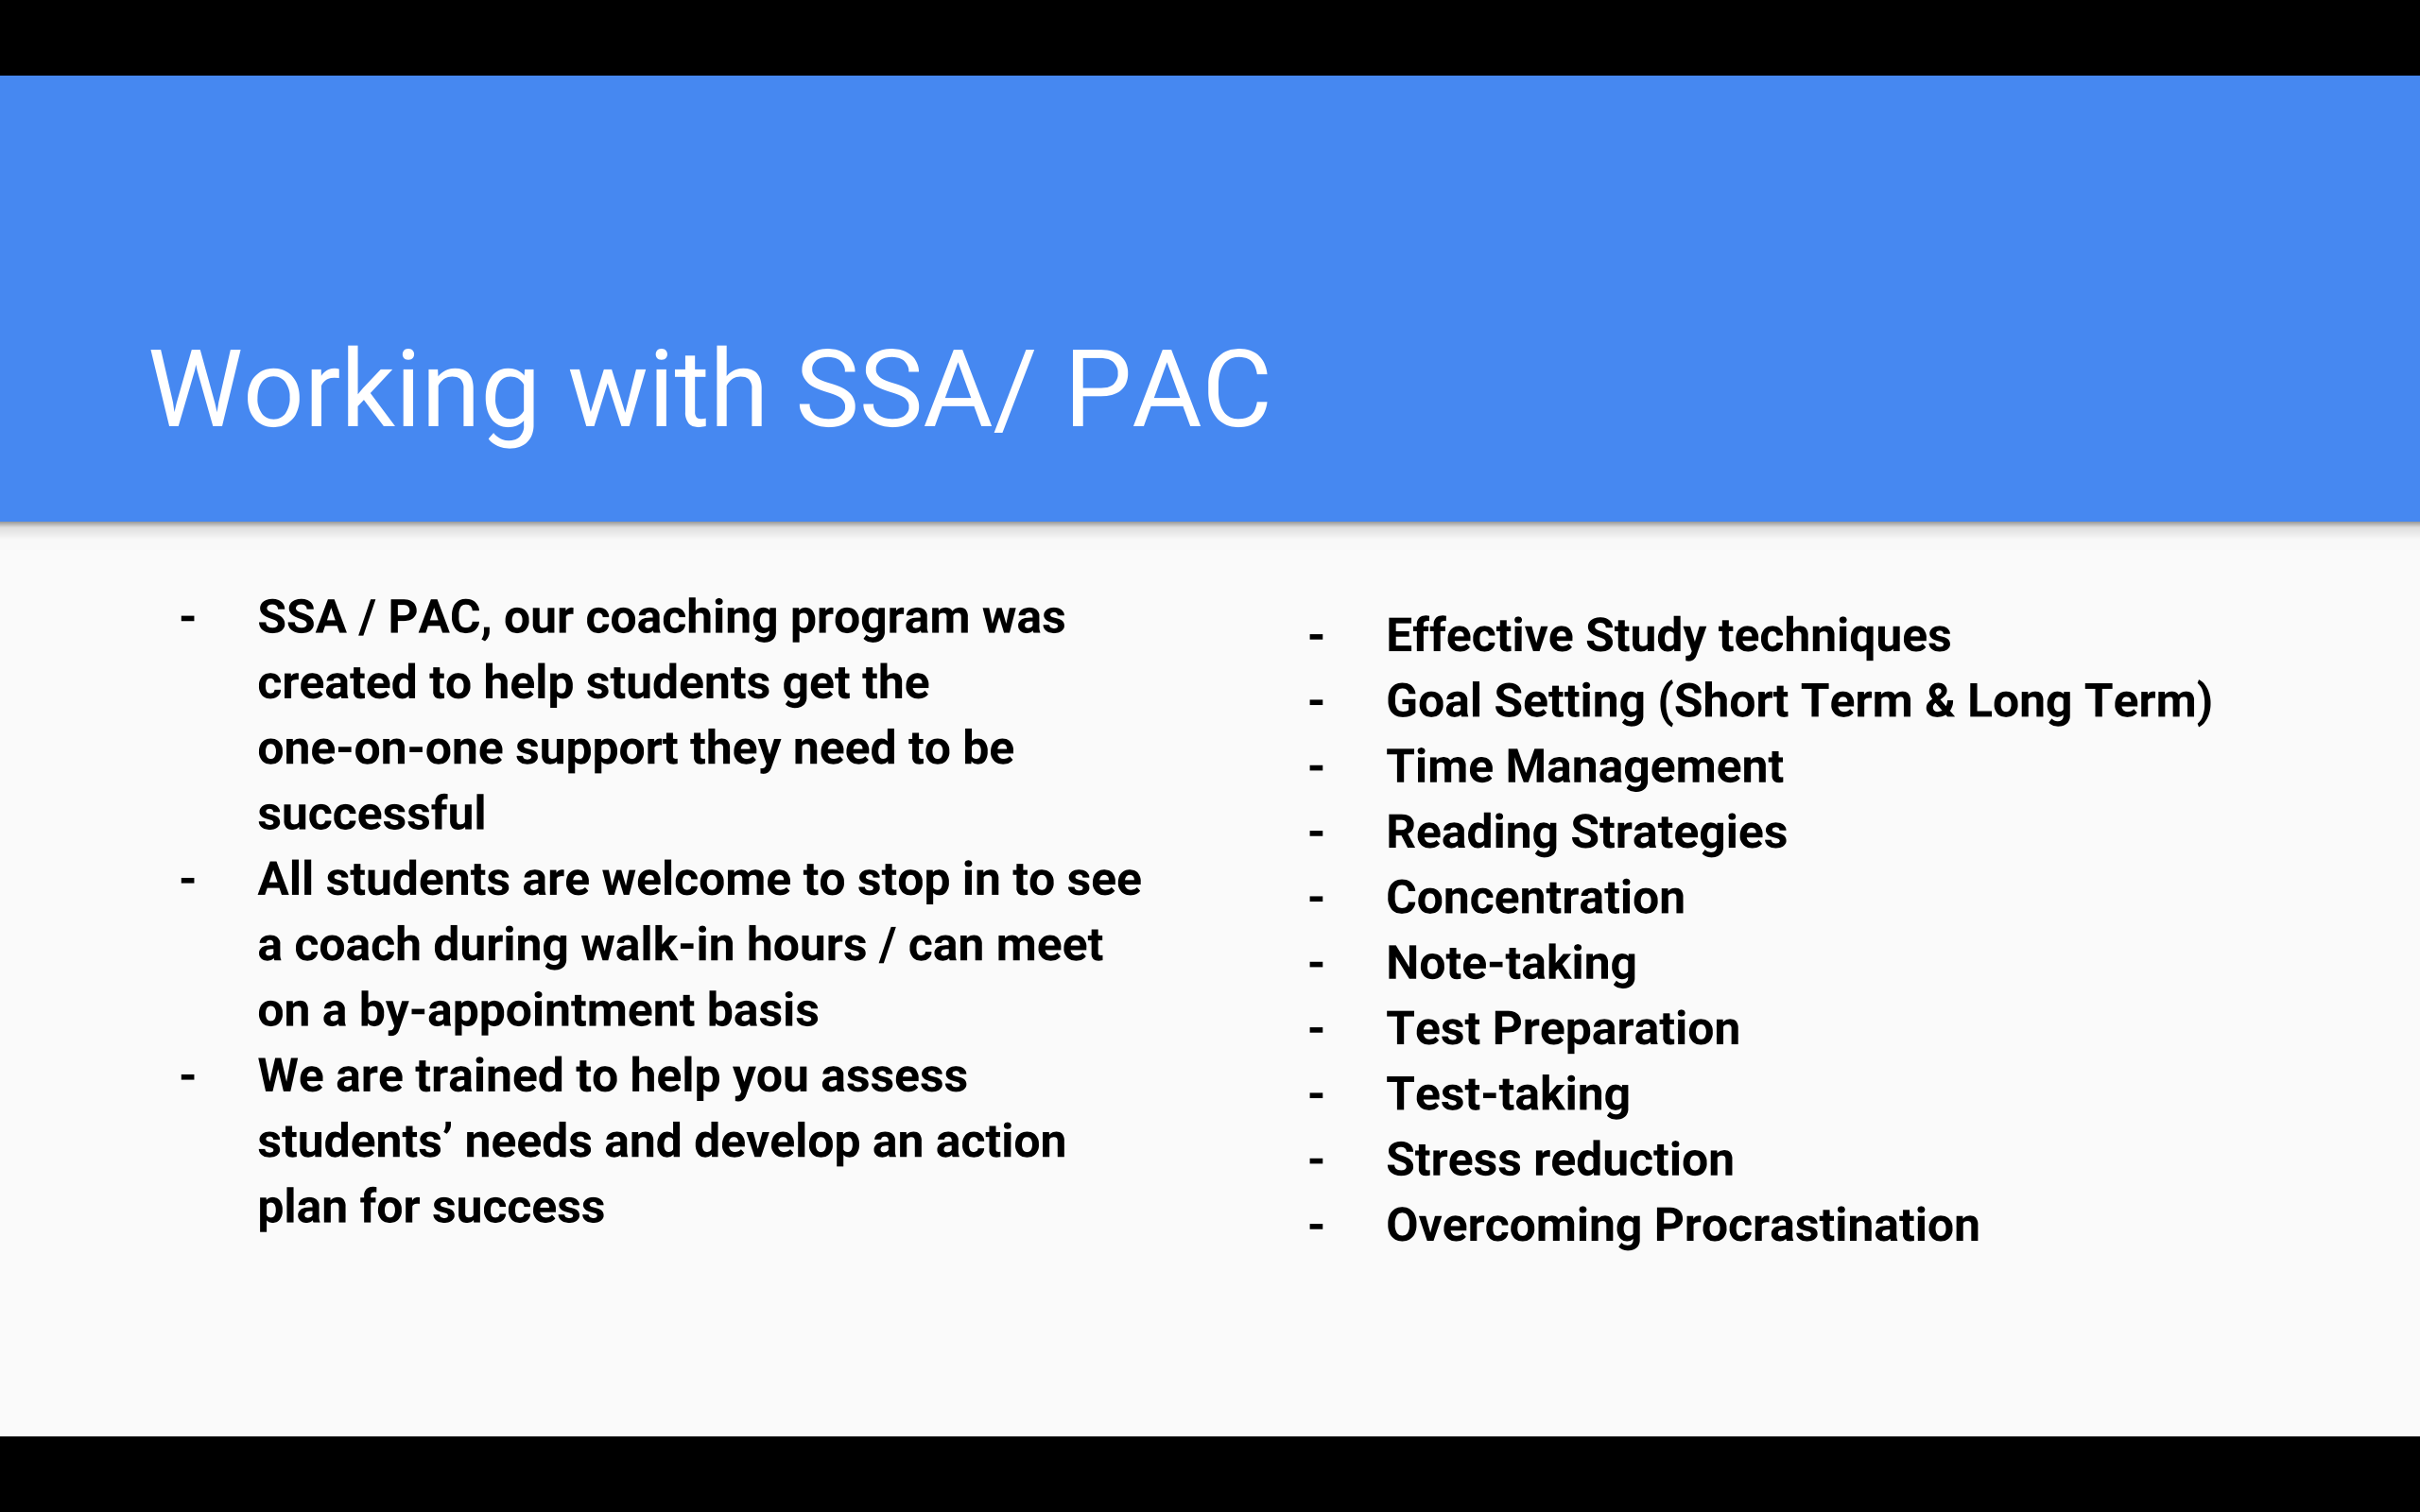 Working with SSA/ PAC
- SSA / PAC, our coaching program was
created to help students get the
one-on-one support they need to be
successful
- All students are welcome to stop in to see
a coach during walk-in hours / can meet
on a by-appointment basis
- We are trained to help you assess
students’ needs and develop an action
plan for success
- Effective Study techniques
- Goal Setting (Short Term & Long Term)
- Time Management
- Reading Strategies
- Concentration
- Note-taking
- Test Preparation
- Test-taking
- Stress reduction
- Overcoming Procrastination